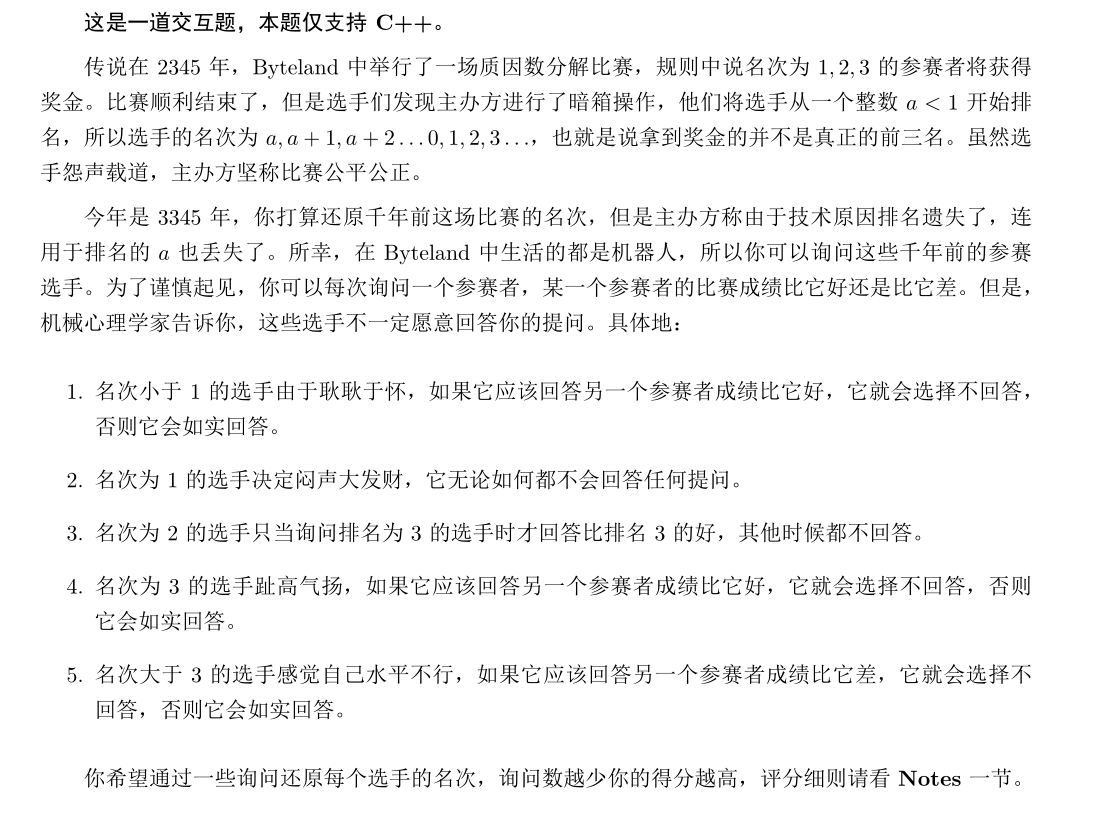 这是一道交互题，本题仅支持 C++。
传说在 2345 年，Byteland 中举行了一场质因数分解比赛，规则中说名次为 1, 2, 3 的参赛者将获得
奖金。比赛顺利结束了，但是选手们发现主办方进行了暗箱操作，他们将选手从一个整数 a < 1 开始排
名，所以选手的名次为 a, a + 1, a + 2 . . . 0, 1, 2, 3 . . .，也就是说拿到奖金的并不是真正的前三名。虽然选
手怨声载道，主办方坚称比赛公平公正。
今年是 3345 年，你打算还原千年前这场比赛的名次，但是主办方称由于技术原因排名遗失了，连
用于排名的 a 也丢失了。所幸，在 Byteland 中生活的都是机器人，所以你可以询问这些千年前的参赛
选手。为了谨慎起见，你可以每次询问一个参赛者，某一个参赛者的比赛成绩比它好还是比它差。但是，
机械心理学家告诉你，这些选手不一定愿意回答你的提问。具体地：
1. 名次小于 1 的选手由于耿耿于怀，如果它应该回答另一个参赛者成绩比它好，它就会选择不回答，
否则它会如实回答。
2. 名次为 1 的选手决定闷声大发财，它无论如何都不会回答任何提问。
3. 名次为 2 的选手只当询问排名为 3 的选手时才回答比排名 3 的好，其他时候都不回答。
4. 名次为 3 的选手趾高气扬，如果它应该回答另一个参赛者成绩比它好，它就会选择不回答，否则
它会如实回答。
5. 名次大于 3 的选手感觉自己水平不行，如果它应该回答另一个参赛者成绩比它差，它就会选择不
回答，否则它会如实回答。
你希望通过一些询问还原每个选手的名次，询问数越少你的得分越高，评分细则请看 Notes 一节。